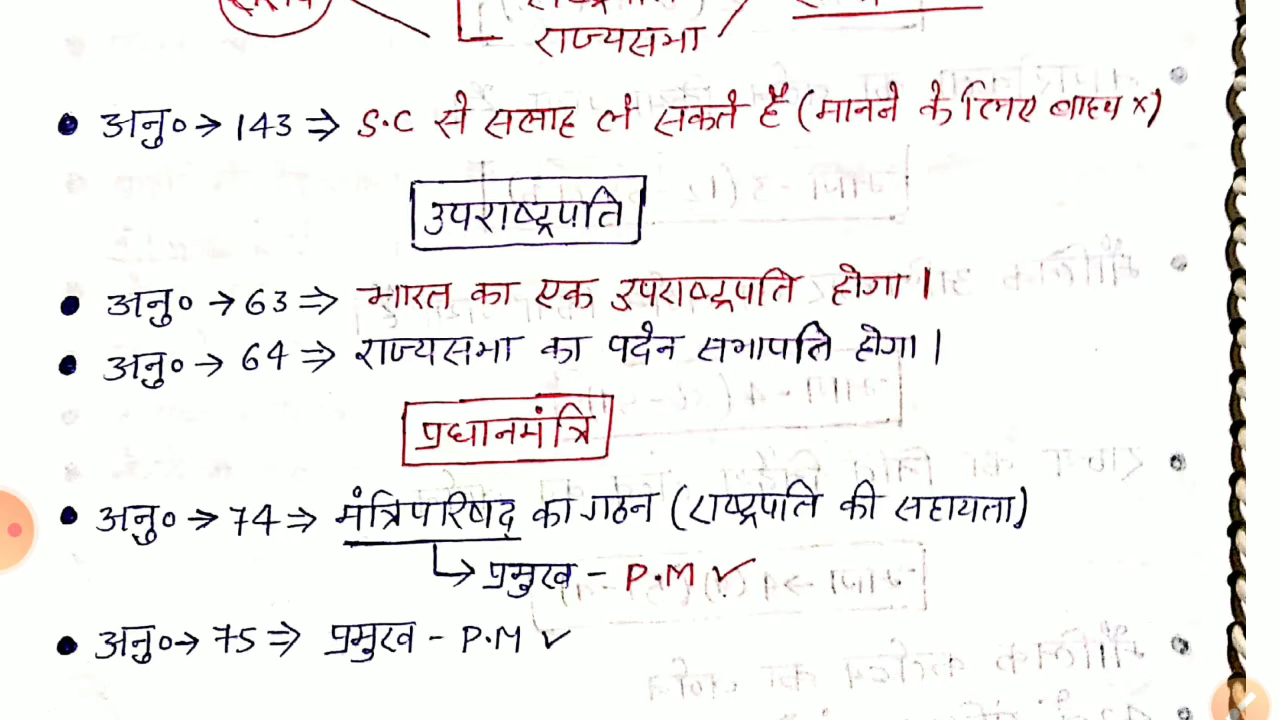 राज्यसभा
• अनु० → 143 ⇒ S.C से सलाह ले सकते हैं (मानने के लिए बाह्य x)
उपराष्ट्रपति
• अनु० → 63 ⇒ भारत का एक उपराष्ट्रपति होगा।
• अनु० → 64 ⇒ राज्यसभा का पदेन सभापति होगा।
प्रधानमंत्रि
• अनु० → 74 ⇒ मंत्रिपरिषद् का गठन (राष्ट्रपति की सहायता)
↳ प्रमुख - P.M ✓
• अनु० → 75 ⇒ प्रमुख - P.M ✓